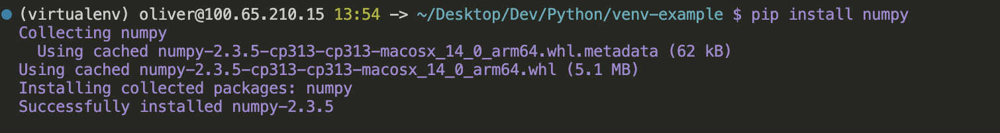 (virtualenv) oliver@100.65.210.15 13:54 —> ~/Desktop/Dev/Python/venv-example $ pip install numpy
Collecting numpy
  Using cached numpy-2.3.5-cp313-cp313-macosx_14_0_arm64.whl.metadata (62 kB)
Using cached numpy-2.3.5-cp313-cp313-macosx_14_0_arm64.whl (5.1 MB)
Installing collected packages: numpy
Successfully installed numpy-2.3.5